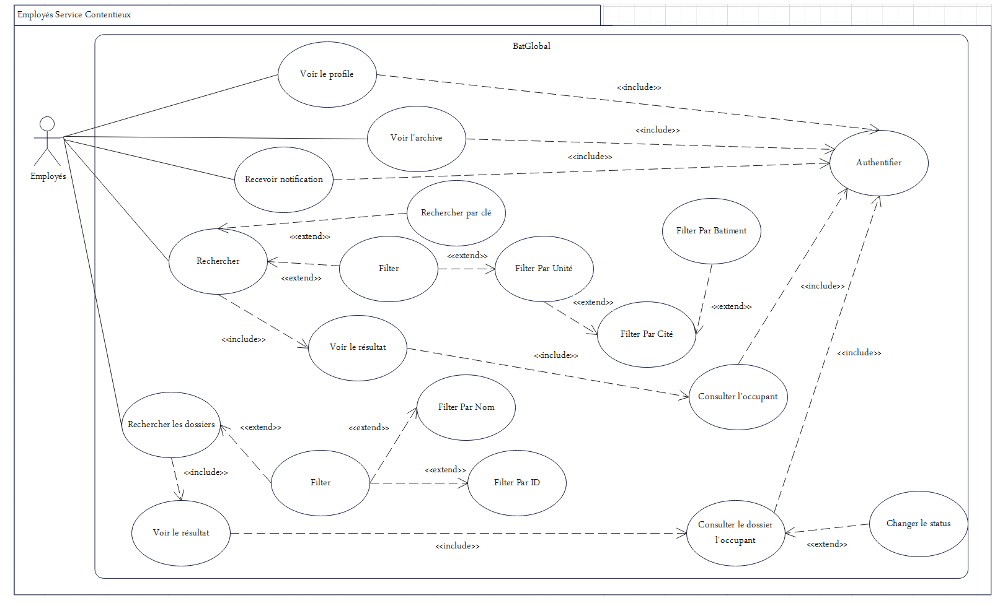 Employés Service Contentieux
BatGlobal
Voir le profile
<<include>>
Voir l'archive
<<include>>
Employés
Recevoir notification
<<include>>
Authentifier
Rechercher par clé
<<extend>>
Filter Par Batiment
Rechercher
<<extend>>
Filter
<<extend>>
Filter Par Unité
<<include>>
<<extend>>
<<extend>>
Filter Par Cité
<<include>>
Voir le résultat
<<include>>
<<include>>
Consulter l'occupant
Filter Par Nom
Rechercher les dossiers
<<extend>>
<<extend>>
<<include>>
<<extend>>
Filter
Filter Par ID
Voir le résultat
<<include>>
Consulter le dossier
l'occupant
Changer le status
<<extend>>